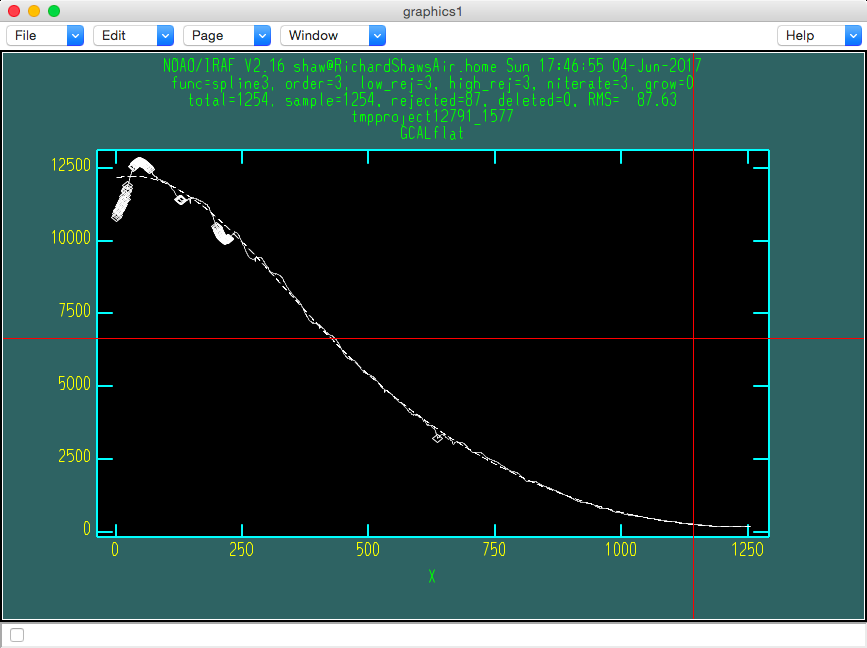 graphics1
File Edit Page Window Help
NOAO/IRAF V2.16 shaw@RichardShawsAir.home Sun 17:46:55 04-Jun-2017
func=spline3, order=3, low_rej=3, high_rej=3, niterate=3, grow=0
total=1254, sample=1254, rejected=87, deleted=0, RMS=  87.63
tmpproject12791_1577
GCALflat
12500
10000
7500
5000
2500
0
0 250 500 750 1000 1250
X